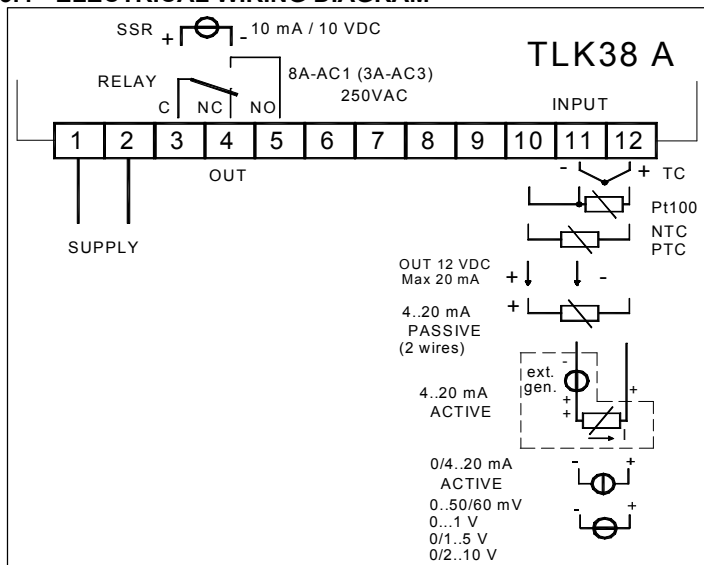 SSR + - 10 mA / 10 VDC
TLK38 A
RELAY
8A-AC1 (3A-AC3)
250VAC
C NC NO
INPUT
1 2 3 4 5 6 7 8 9 10 11 12
OUT
- + TC
Pt100
SUPPLY
NTC
PTC
OUT 12 VDC
Max 20 mA
+ -
4..20 mA
PASSIVE
(2 wires)
+
ext.
gen.
-
+
+
+
I
4..20 mA
ACTIVE
0/4..20 mA
ACTIVE
- +
0..50/60 mV
0...1 V
0/1..5 V
0/2..10 V
- +